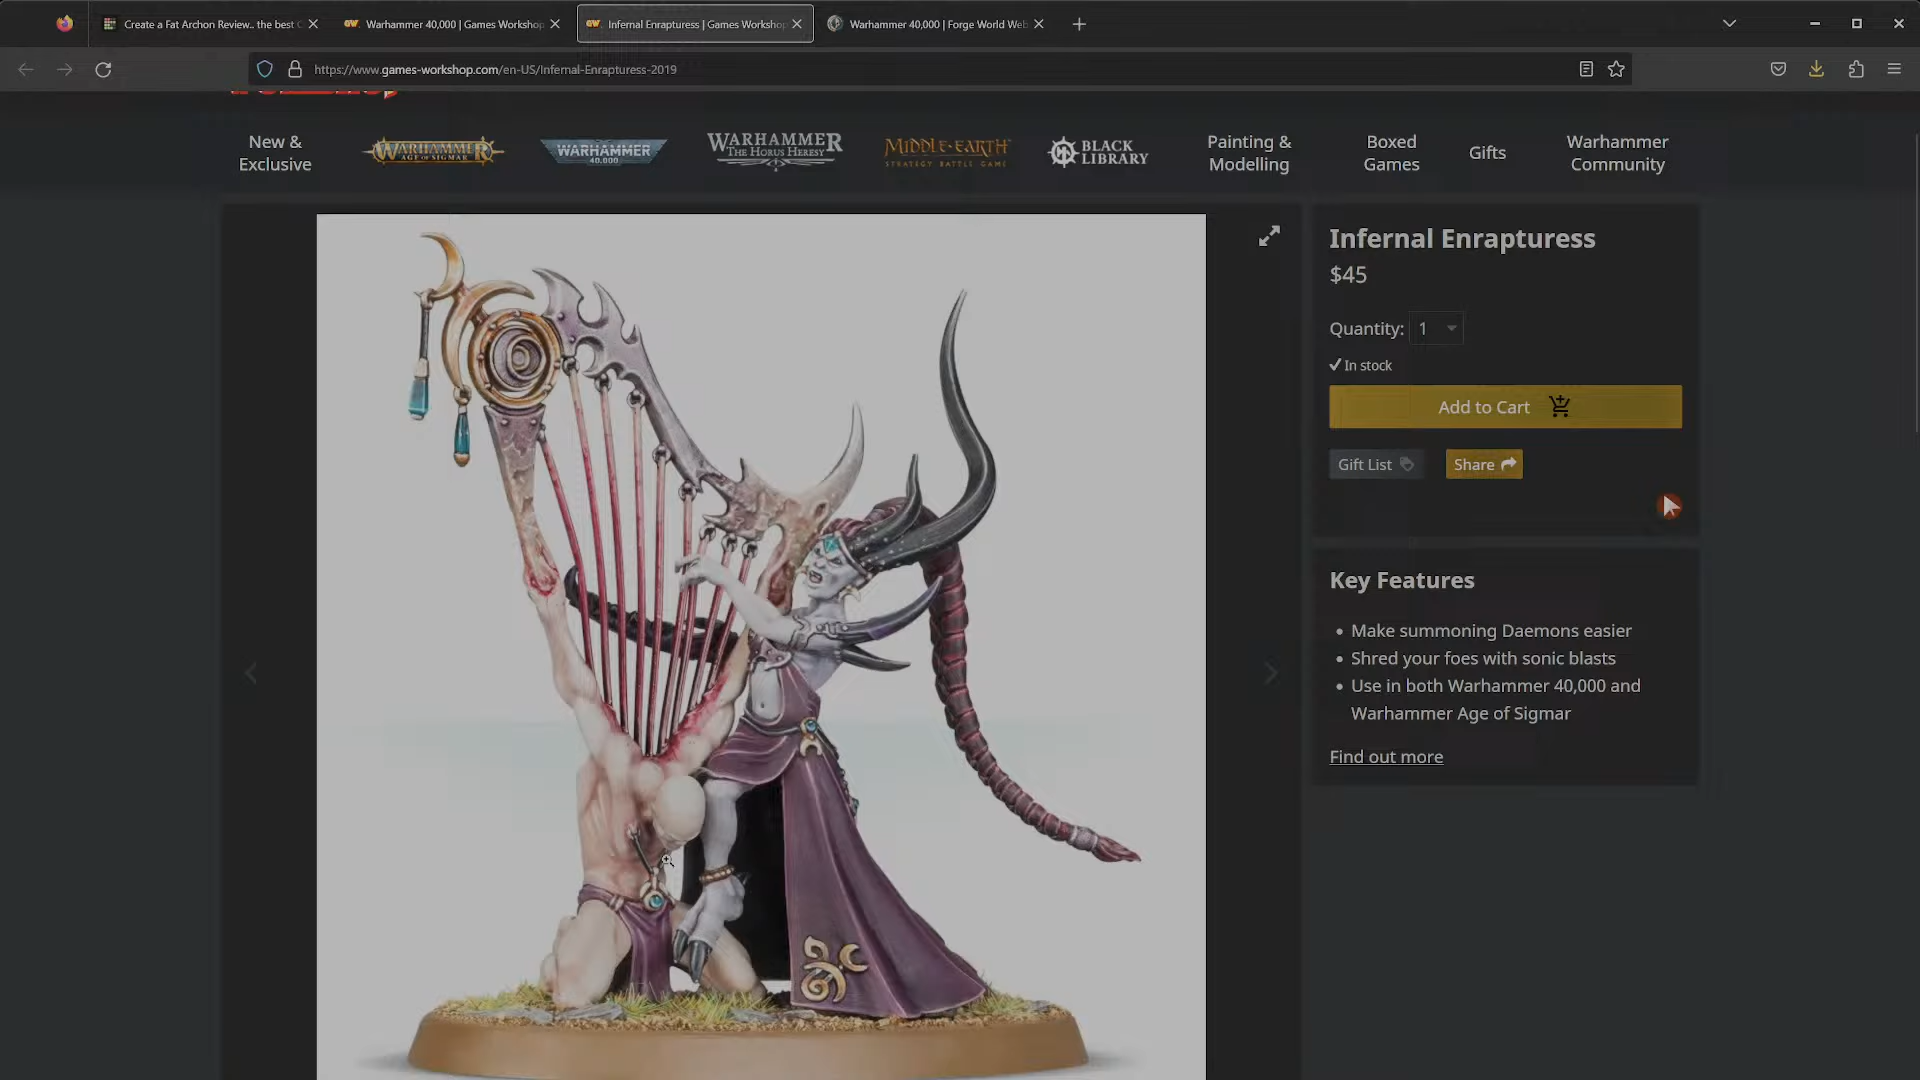 Create a Fat Archon Review.. the best C
Warhammer 40,000 | Games Workshop
Infernal Enrapturess | Games Workshop
Warhammer 40,000 | Forge World Web
https://www.games-workshop.com/en-US/Infernal-Enrapturess-2019
New &
Exclusive
WARHAMMER
AGE OF SIGMAR
WARHAMMER
40,000
WARHAMMER
THE HORUS HERESY
MIDDLE-EARTH
STRATEGY BATTLE GAME
BLACK
LIBRARY
Painting &
Modelling
Boxed
Games
Gifts
Warhammer
Community
Infernal Enrapturess
$45
Quantity: 1
In stock
Add to Cart
Gift List
Share
Key Features
Make summoning Daemons easier
Shred your foes with sonic blasts
Use in both Warhammer 40,000 and
Warhammer Age of Sigmar
Find out more